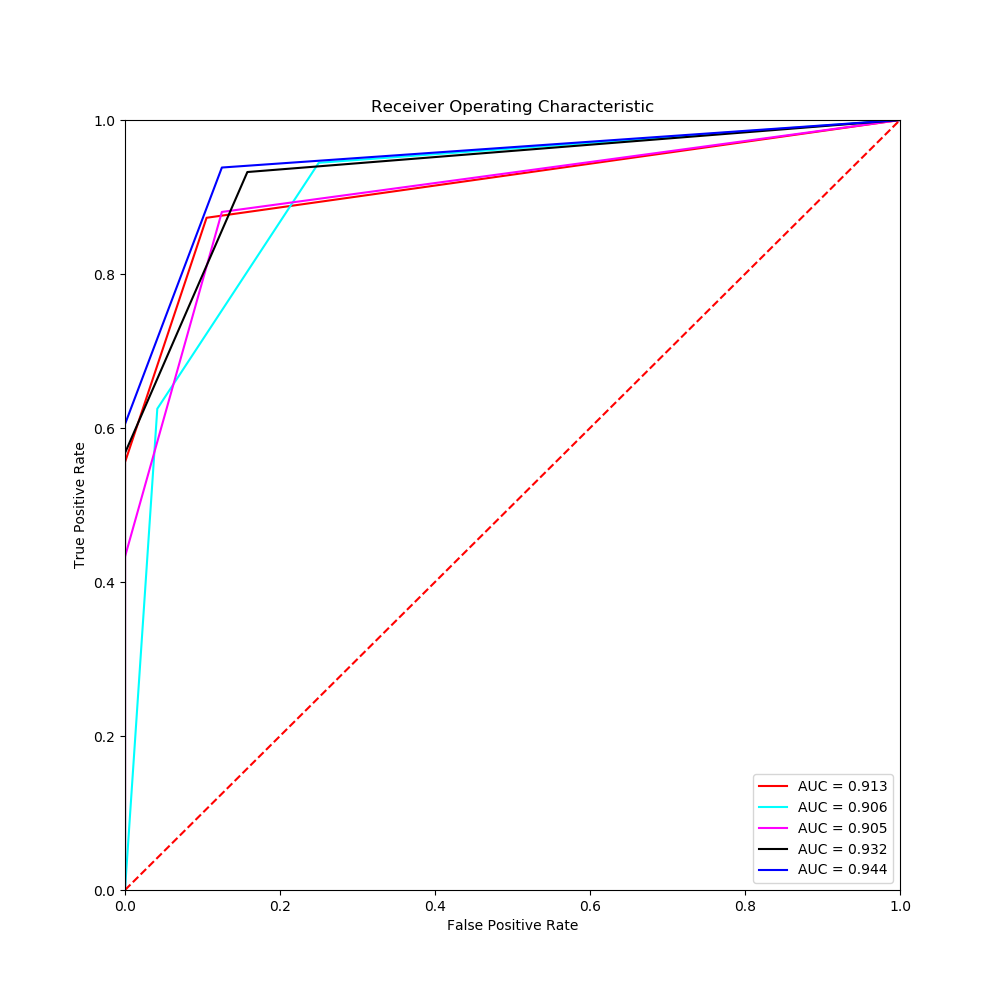 Receiver Operating Characteristic
1.0
0.8
0.6
0.4
0.2
0.0
True Positive Rate
0.0 0.2 0.4 0.6 0.8 1.0
False Positive Rate
AUC = 0.913
AUC = 0.906
AUC = 0.905
AUC = 0.932
AUC = 0.944